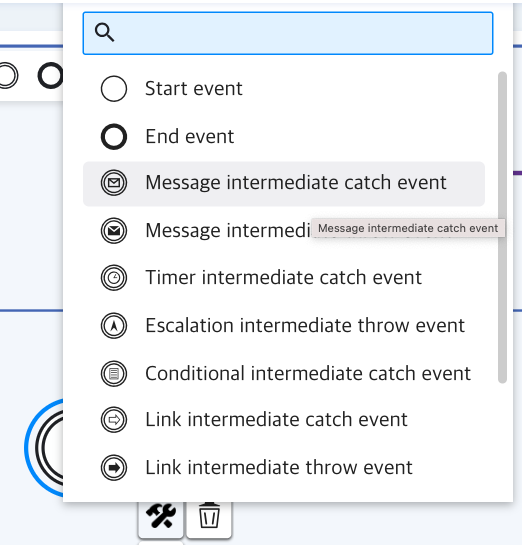 Start event
End event
Message intermediate catch event
Message intermedi
Message intermediate catch event
Timer intermediate catch event
Escalation intermediate throw event
Conditional intermediate catch event
Link intermediate catch event
Link intermediate throw event